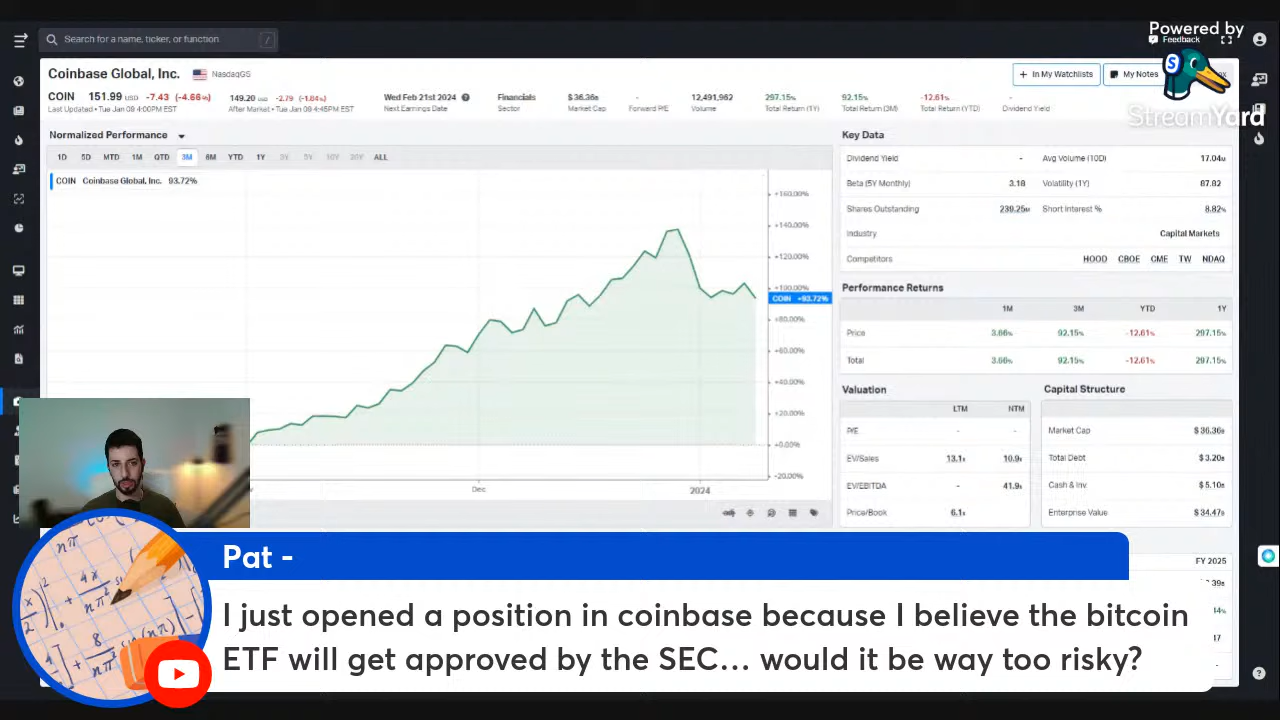 Search for a name, ticker, or function /
Powered by
Feedback
StreamYard
Coinbase Global, Inc. NasdaqGS
+ In My Watchlists
My Notes
COIN 151.99 USD -7.43 (-4.66%)
Last Updated • Tue Jan 09 4:00PM EST
149.20 USD -2.79 (-1.84%)
After Market • Tue Jan 09 4:45PM EST
Wed Feb 21st 2024
Next Earnings Date
Financials
Sector
$36.36B
Market Cap
-
Forward P/E
12,491,962
Volume
297.15%
Total Return (1Y)
92.15%
Total Return (3M)
-12.61%
Total Return (YTD)
-
Dividend Yield
Normalized Performance
1D 5D MTD 1M QTD 3M 6M YTD 1Y 3Y 5Y 10Y 20Y ALL
COIN Coinbase Global, Inc. 93.72%
+160.00%
+140.00%
+120.00%
+100.00%
COIN +93.72%
+80.00%
+60.00%
+40.00%
+20.00%
+0.00%
-20.00%
Dec 2024
Key Data
Dividend Yield - Avg Volume (10D) 17.04M
Beta (5Y Monthly) 3.18 Volatility (1Y) 87.82
Shares Outstanding 239.25M Short Interest % 8.82%
Industry Capital Markets
Competitors HOOD CBOE CME TW NDAQ
Performance Returns
1M 3M YTD 1Y
Price 3.66% 92.15% -12.61% 297.15%
Total 3.66% 92.15% -12.61% 297.15%
Valuation
LTM NTM
P/E - -
EV/Sales 13.1x 10.9x
EV/EBITDA - 41.9x
Price/Book 6.1x
Capital Structure
Market Cap $36.36B
Total Debt $3.20B
Cash & Inv. $5.10B
Enterprise Value $34.47B
FY 2025
Pat -
I just opened a position in coinbase because I believe the bitcoin
ETF will get approved by the SEC... would it be way too risky?